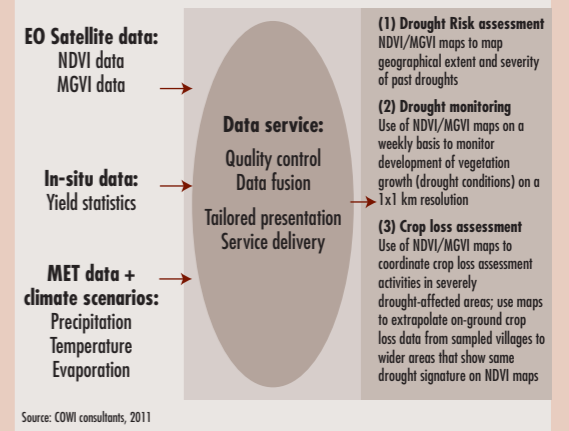 EO Satellite data:
NDVI data
MGVI data
In-situ data:
Yield statistics
MET data +
climate scenarios:
Precipitation
Temperature
Evaporation
Data service:
Quality control
Data fusion
Tailored presentation
Service delivery
(1) Drought Risk assessment
NDVI/MGVI maps to map
geographical extent and severity
of past droughts
(2) Drought monitoring
Use of NDVI/MGVI maps on a
weekly basis to monitor
development of vegetation
growth (drought conditions) on a
1x1 km resolution
(3) Crop loss assessment
Use of NDVI/MGVI maps to
coordinate crop loss assessment
activities in severely
drought-affected areas; use maps
to extrapolate on-ground crop
loss data from sampled villages to
wider areas that show same
drought signature on NDVI maps
Source: COWI consultants, 2011